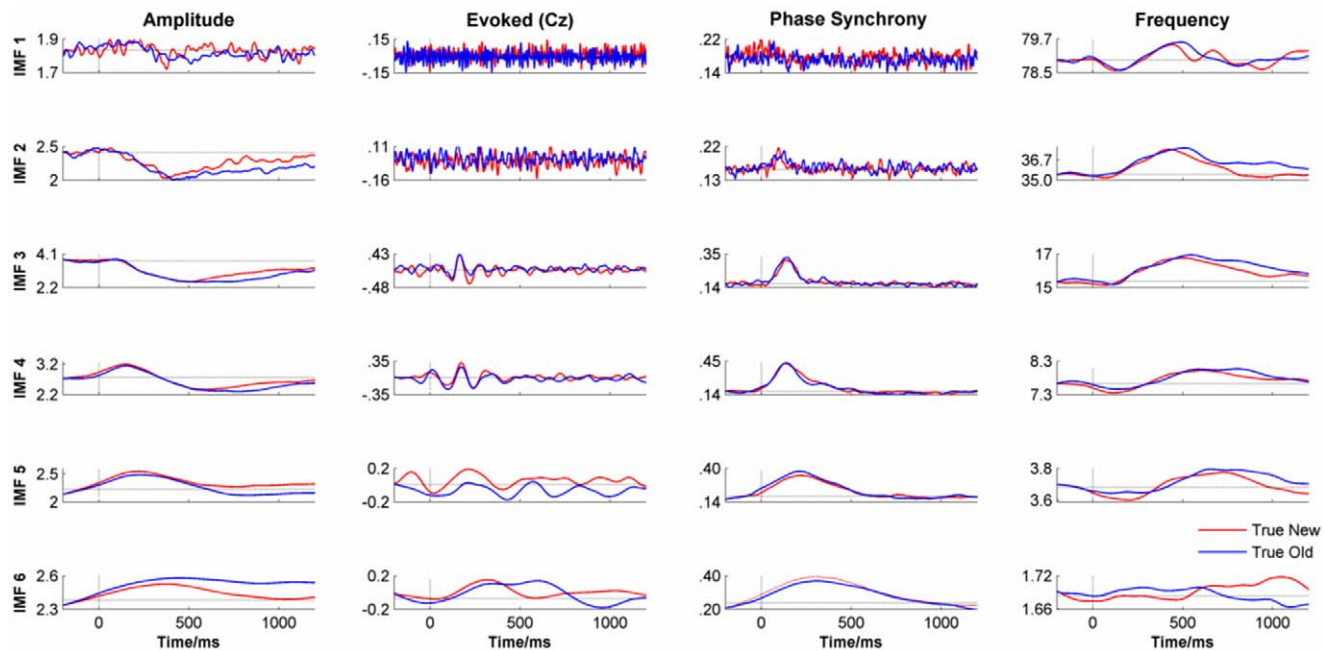 Amplitude Evoked (Cz) Phase Synchrony Frequency
IMF 1 1.9 1.7 .15 -.15 .22 .14 79.7 78.5
IMF 2 2.5 2 .11 -.16 .22 .13 36.7 35.0
IMF 3 4.1 2.2 .43 -.48 .35 .14 17 15
IMF 4 3.2 2.2 .35 -.35 .45 .14 8.3 7.3
IMF 5 2.5 2 0.2 -0.2 .40 .14 3.8 3.6
True New
True Old
IMF 6 2.6 2.3 0.2 -0.2 .40 .20 1.72 1.66
0 500 1000 0 500 1000 0 500 1000 0 500 1000
Time/ms Time/ms Time/ms Time/ms